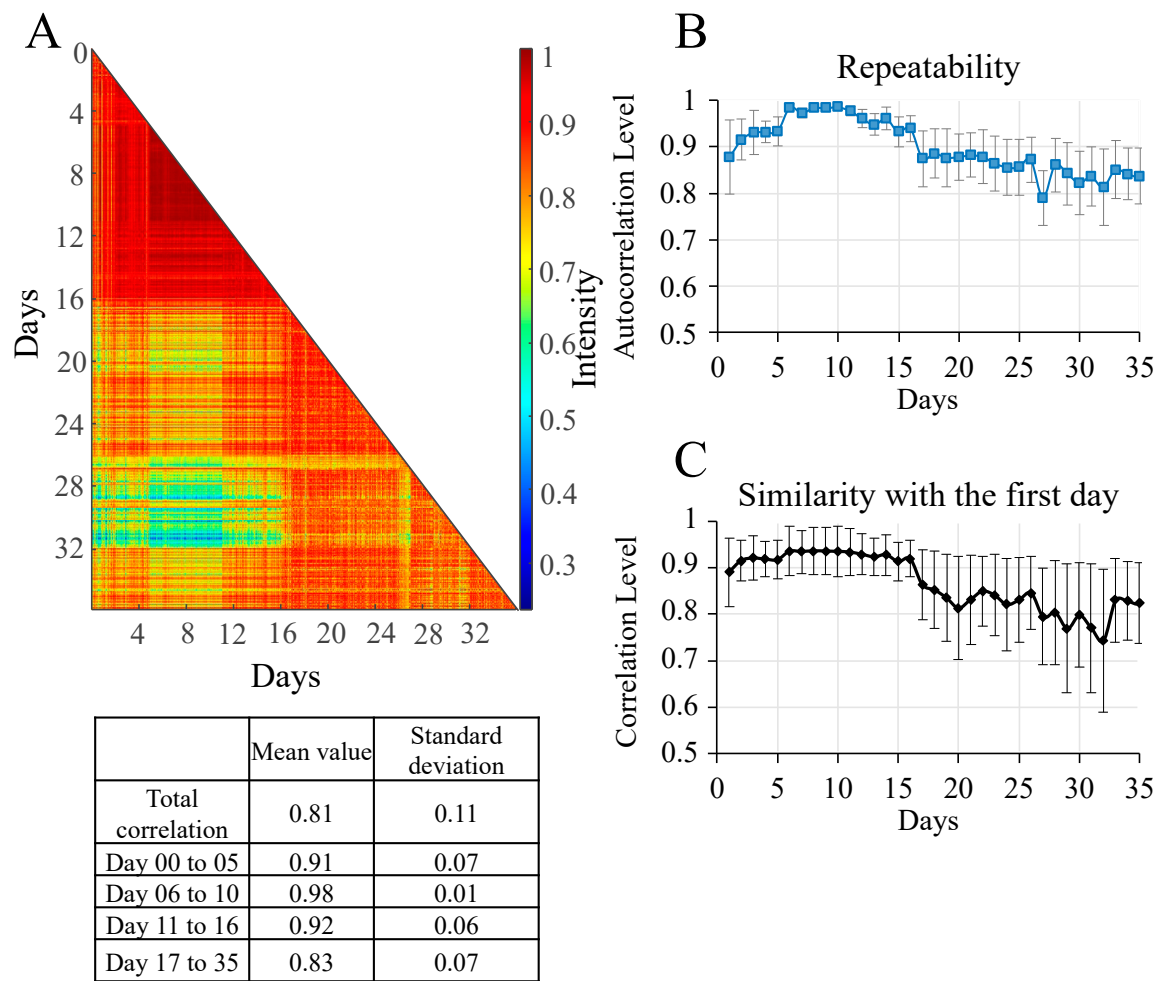 A
0
4
8
12
16
20
24
28
32
Days
4 8 12 16 20 24 28 32
Days
1
0.9
0.8
0.7
0.6
0.5
0.4
0.3
Intensity
B
Repeatability
1
0.9
0.8
0.7
0.6
0.5
Autocorrelation Level
0 5 10 15 20 25 30 35
Days
C
Similarity with the first day
1
0.9
0.8
0.7
0.6
0.5
Correlation Level
0 5 10 15 20 25 30 35
Days
Mean value Standard
deviation
Total
correlation 0.81 0.11
Day 00 to 05 0.91 0.07
Day 06 to 10 0.98 0.01
Day 11 to 16 0.92 0.06
Day 17 to 35 0.83 0.07